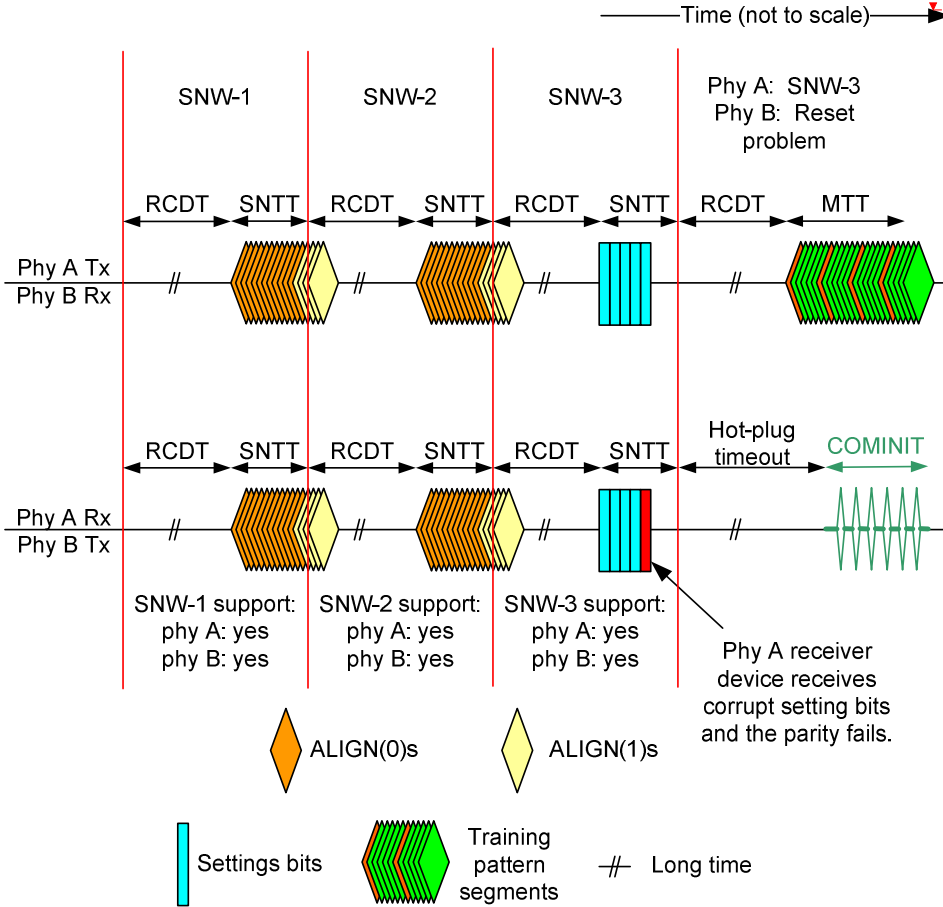 Time (not to scale)
SNW-1
SNW-2
SNW-3
Phy A: SNW-3
Phy B: Reset
problem
RCDT
SNTT
RCDT
SNTT
RCDT
SNTT
RCDT
MTT
Phy A Tx
Phy B Rx
RCDT
SNTT
RCDT
SNTT
RCDT
SNTT
Hot-plug
timeout
COMINIT
Phy A Rx
Phy B Tx
SNW-1 support:
phy A: yes
phy B: yes
SNW-2 support:
phy A: yes
phy B: yes
SNW-3 support:
phy A: yes
phy B: yes
Phy A receiver
device receives
corrupt setting bits
and the parity fails.
ALIGN(0)s
ALIGN(1)s
Settings bits
Training
pattern
segments
Long time